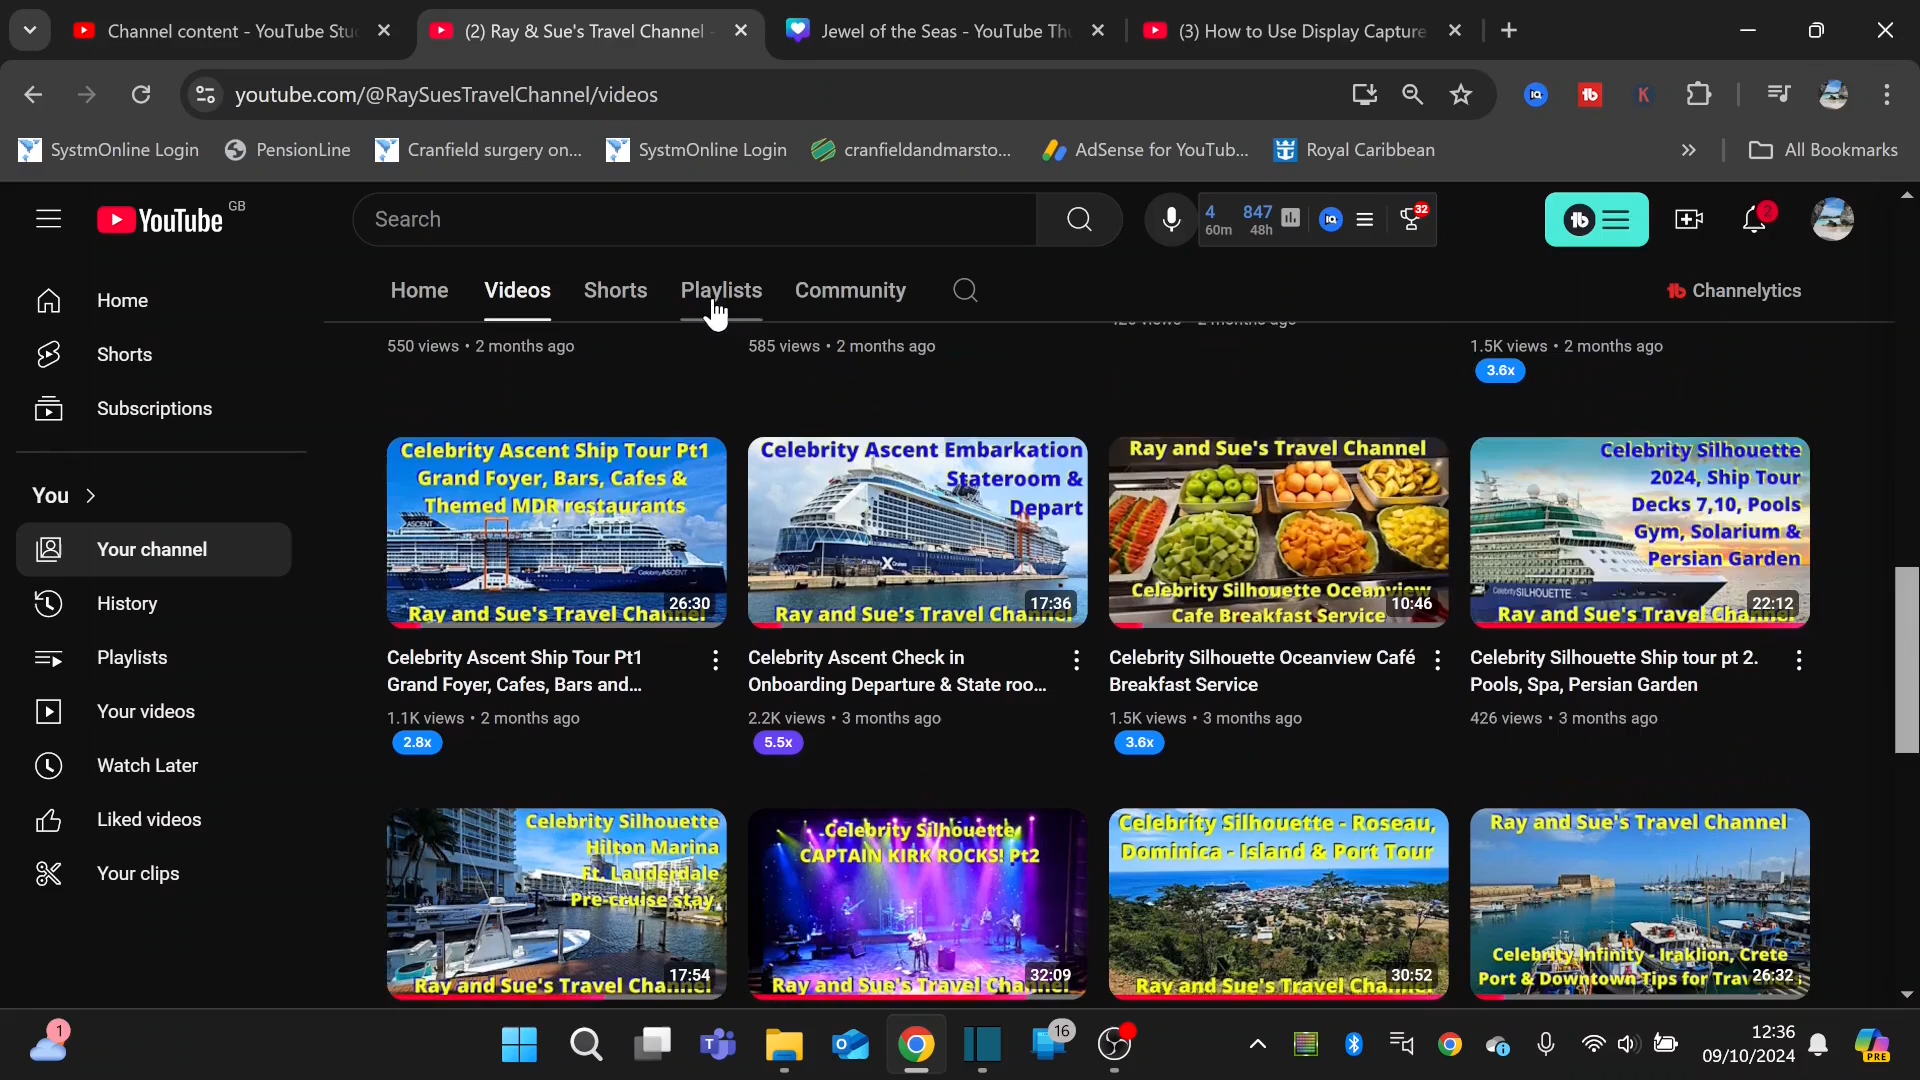 Channel content - YouTube Stu
(2) Ray & Sue's Travel Channel -
Jewel of the Seas - YouTube Th
(3) How to Use Display Capture
youtube.com/@RaySuesTravelChannel/videos
SystmOnline Login
PensionLine
Cranfield surgery on...
SystmOnline Login
cranfieldandmarsto...
AdSense for YouTub...
Royal Caribbean
All Bookmarks
YouTube GB
Search
4 847
60m 48h
32
2
Home
Videos
Shorts
Playlists
Community
Channelytics
Home
Shorts
Subscriptions
You
Your channel
History
Playlists
Your videos
Watch Later
Liked videos
Your clips
550 views • 2 months ago
585 views • 2 months ago
1.5K views • 2 months ago
3.6x
Celebrity Ascent Ship Tour Pt1
Grand Foyer, Bars, Cafes &
Themed MDR restaurants
Ray and Sue's Travel Channel
26:30
Celebrity Ascent Ship Tour Pt1
Grand Foyer, Cafes, Bars and...
1.1K views • 2 months ago
2.8x
Celebrity Ascent Embarkation
Stateroom &
Depart
Ray and Sue's Travel Channel
17:36
Celebrity Ascent Check in
Onboarding Departure & State roo...
2.2K views • 3 months ago
5.5x
Ray and Sue's Travel Channel
Celebrity Silhouette Oceanview
Cafe Breakfast Service
10:46
Celebrity Silhouette Oceanview Café
Breakfast Service
1.5K views • 3 months ago
3.6x
Celebrity Silhouette
2024, Ship Tour
Decks 7,10, Pools
Gym, Solarium &
Persian Garden
Ray and Sue's Travel Channel
22:12
Celebrity Silhouette Ship tour pt 2.
Pools, Spa, Persian Garden
426 views • 3 months ago
Celebrity Silhouette
Hilton Marina
Ft. Lauderdale
Pre-cruise stay
Ray and Sue's Travel Channel
17:54
Celebrity Silhouette
CAPTAIN KIRK ROCKS! Pt2
Ray and Sue's Travel Channel
32:09
Celebrity Silhouette - Roseau,
Dominica - Island & Port Tour
Ray and Sue's Travel Channel
30:52
Ray and Sue's Travel Channel
Celebrity Infinity - Iraklion, Crete
Port & Downtown Tips for Travelers
26:32
1
16
12:36
09/10/2024
PRE